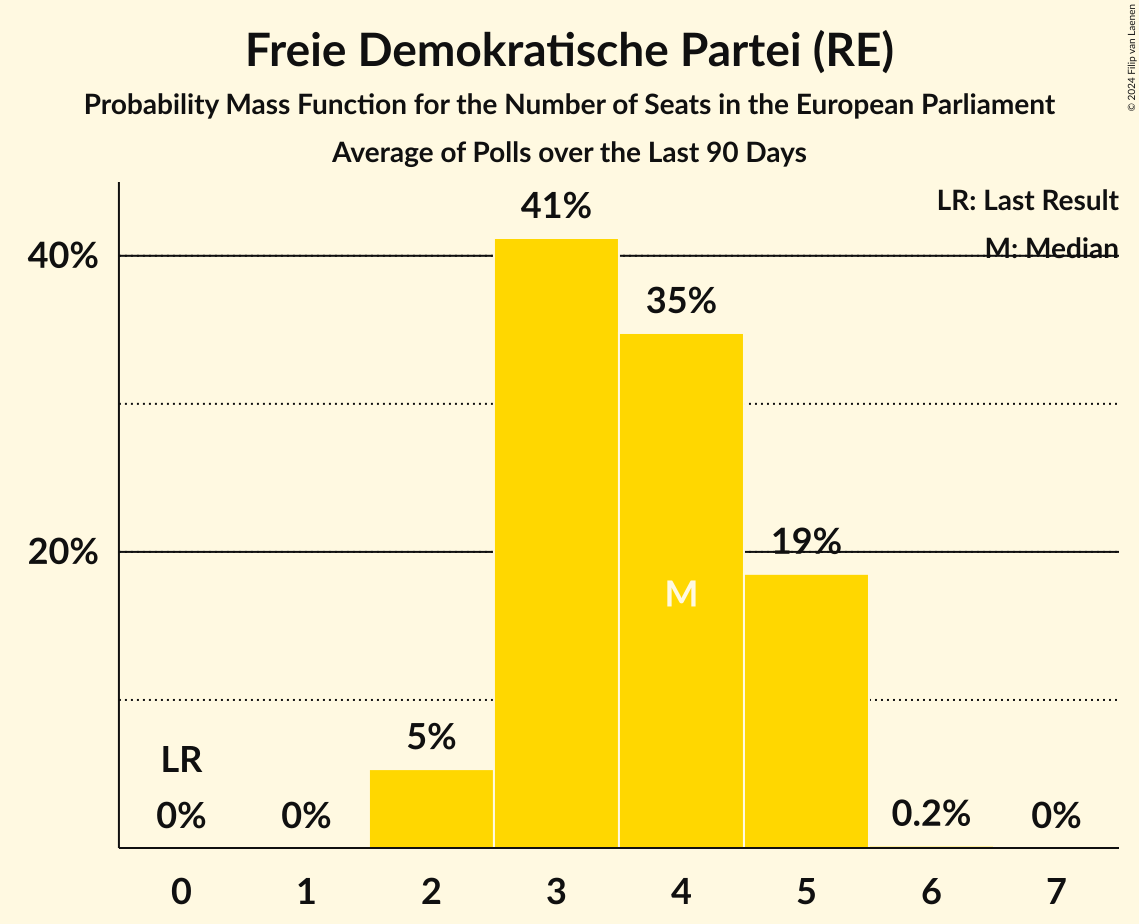 Freie Demokratische Partei (RE)
Probability Mass Function for the Number of Seats in the European Parliament
Average of Polls over the Last 90 Days
© 2024 Filip van Laenen
LR: Last Result
M: Median
40%
20%
41%
35%
19%
M
5%
LR
0%
0%
0.2%
0%
0 1 2 3 4 5 6 7